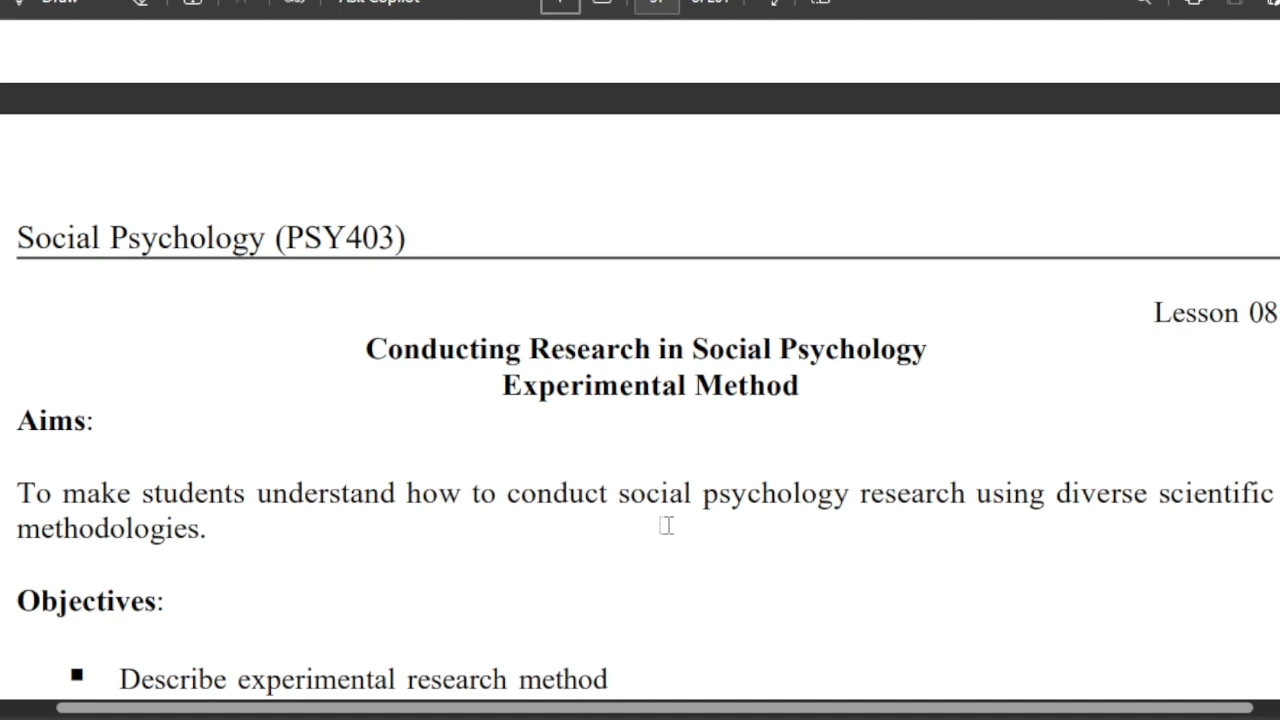 Social Psychology (PSY403)
Lesson 08
Conducting Research in Social Psychology
Experimental Method
Aims:
To make students understand how to conduct social psychology research using diverse scientific
methodologies.
Objectives:
■ Describe experimental research method